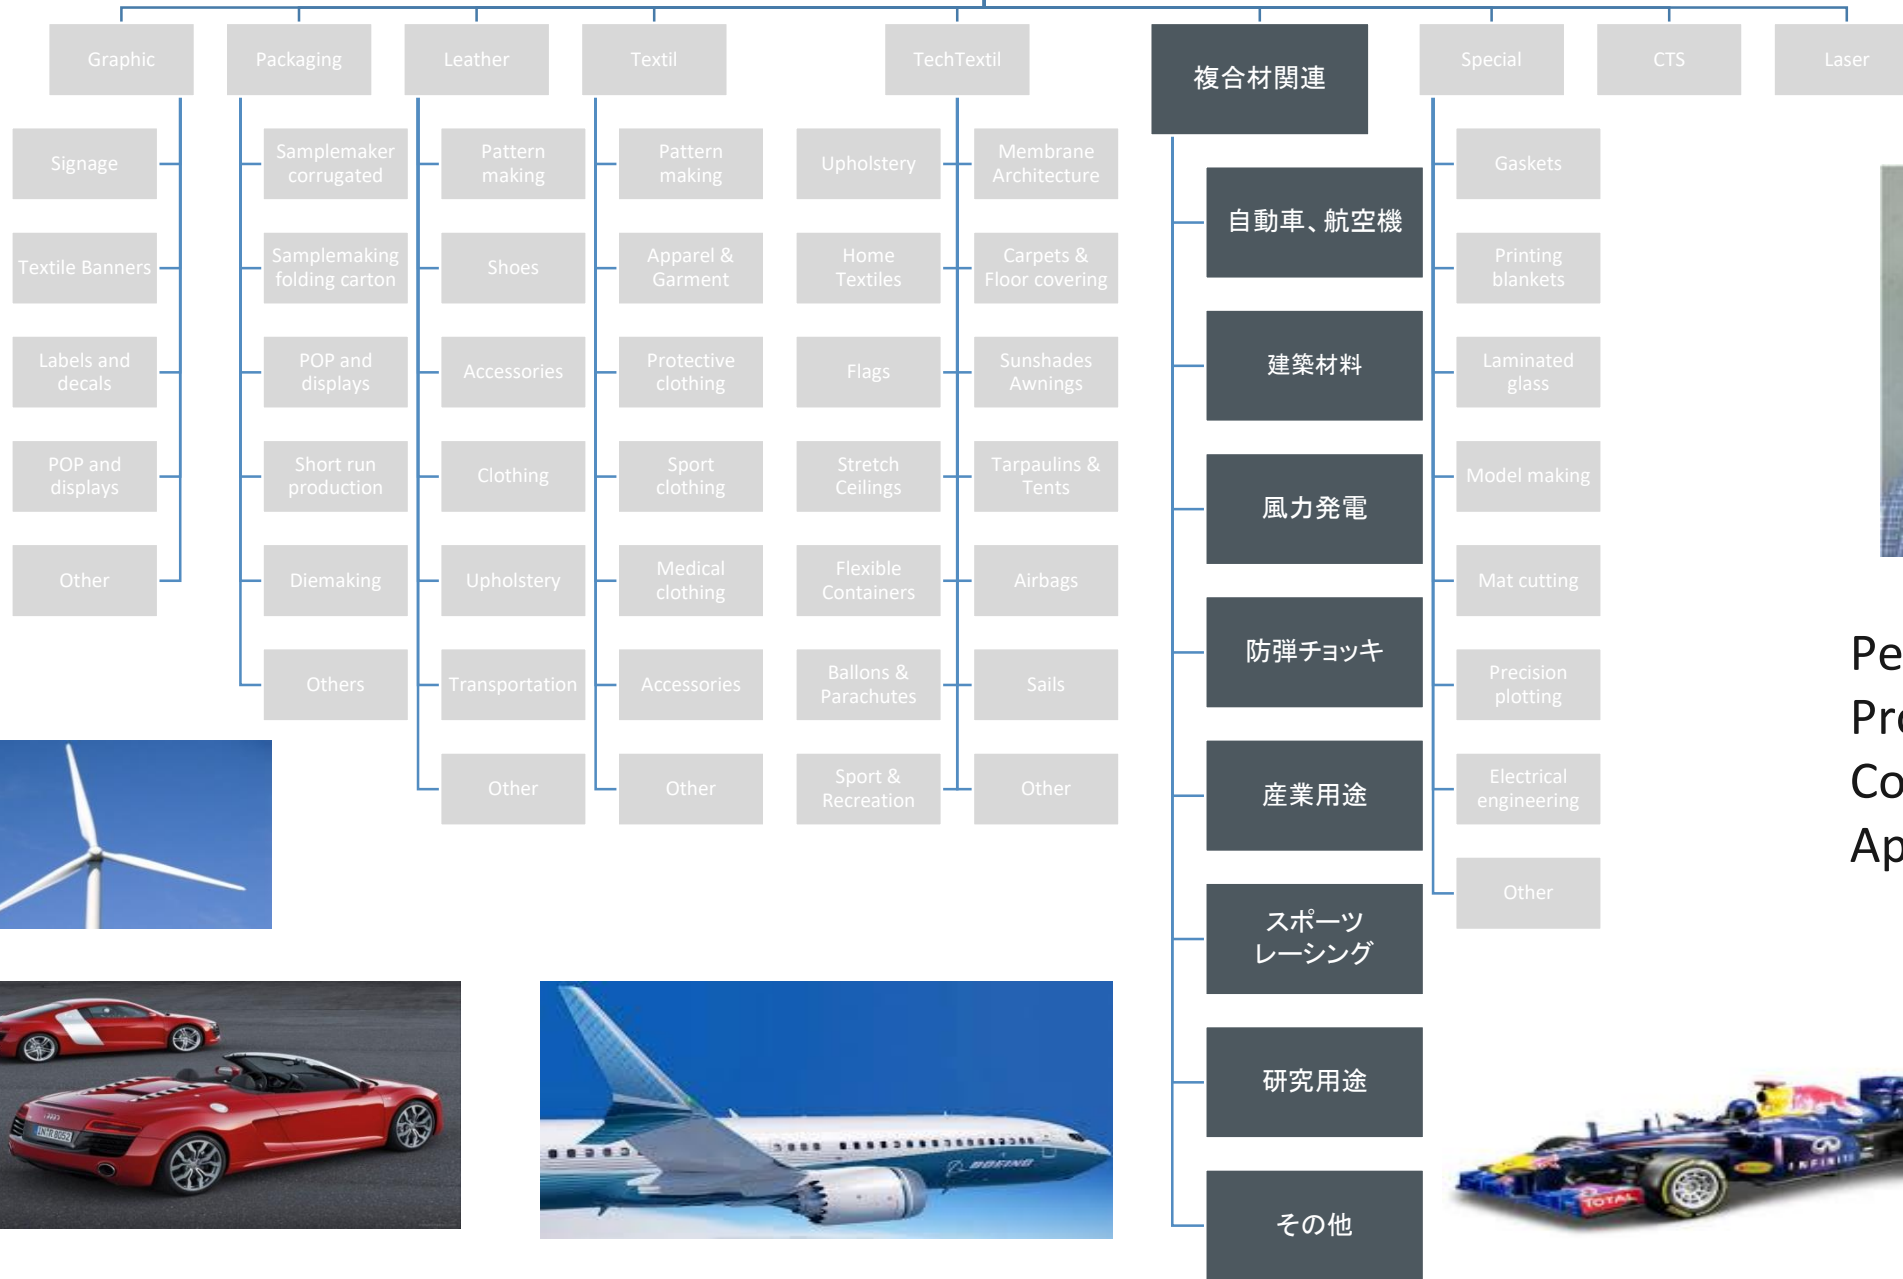 Graphic
Packaging
Leather
Textil
TechTextil
複合材関連
Special
CTS
Laser
Signage
Textile Banners
Labels and
decals
POP and
displays
Other
Samplemaker
corrugated
Samplemaking
folding carton
POP and
displays
Short run
production
Diemaking
Others
Pattern
making
Shoes
Accessories
Clothing
Upholstery
Transportation
Other
Pattern
making
Apparel &
Garment
Protective
clothing
Sport
clothing
Medical
clothing
Accessories
Other
Upholstery
Home
Textiles
Flags
Stretch
Ceilings
Flexible
Containers
Ballons &
Parachutes
Sport &
Recreation
Membrane
Architecture
Carpets &
Floor covering
Sunshades
Awnings
Tarpaulins &
Tents
Airbags
Sails
Other
自動車、航空機
建築材料
風力発電
防弾チョッキ
産業用途
スポーツ
レーシング
研究用途
その他
Gaskets
Printing
blankets
Laminated
glass
Model making
Mat cutting
Precision
plotting
Electrical
engineering
Other
Pe
Pro
Co
Ap
BOEING
INFINITI
TOTAL